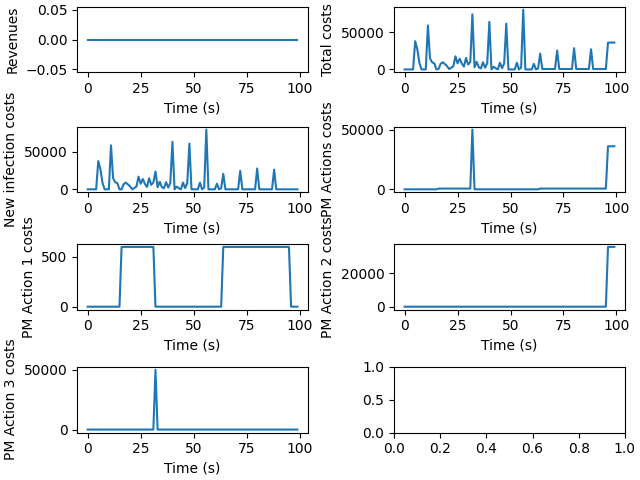 Revenues
0.05
0.00
−0.05
0 25 50 75 100
Time (s)
Total costs
50000
0
0 25 50 75 100
Time (s)
New infection costs
50000
0
0 25 50 75 100
Time (s)
PM Actions costs
50000
0
0 25 50 75 100
Time (s)
PM Action 1 costs
500
0
0 25 50 75 100
Time (s)
PM Action 2 costs
20000
0
0 25 50 75 100
Time (s)
PM Action 3 costs
50000
0
0 25 50 75 100
Time (s)
1.0
0.5
0.0
0.0 0.2 0.4 0.6 0.8 1.0